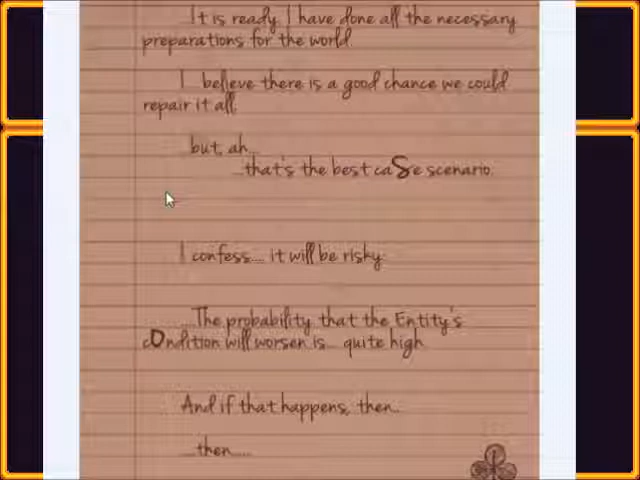 It is ready. I have done all the necessary
preparations for the world.
I... believe there is a good chance we could
repair it all.
...but, ah...
...that's the best caSe scenario.
I confess.... it will be risky.
...The probability that the Entity's
cOndition will worsen is... quite high.
And if that happens, then...
...then.....